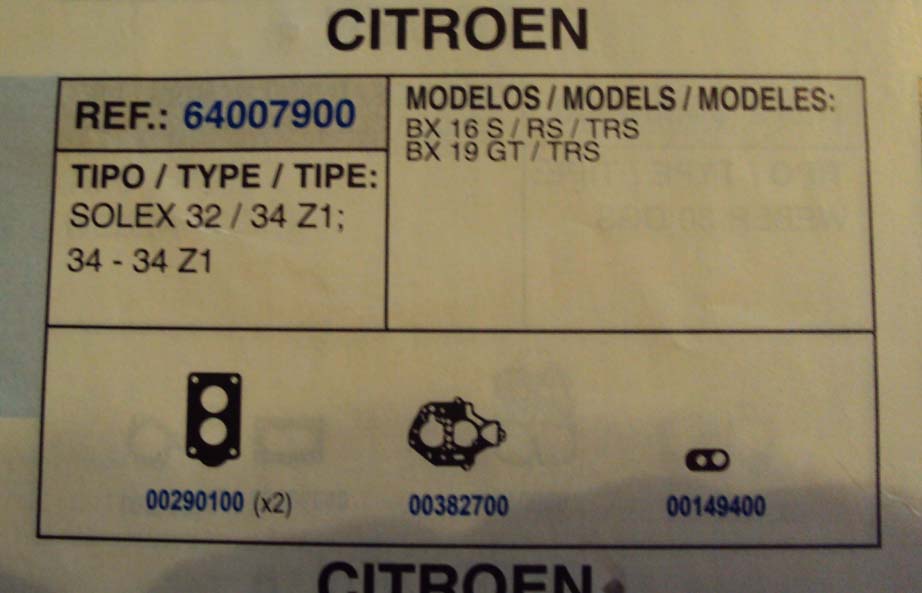 CITROEN
REF.: 64007900
TIPO / TYPE / TIPE:
SOLEX 32 / 34 Z1;
34 - 34 Z1
MODELOS / MODELS / MODELES:
BX 16 S / RS / TRS
BX 19 GT / TRS
00290100 (x2)
00382700
00149400
CITROEN